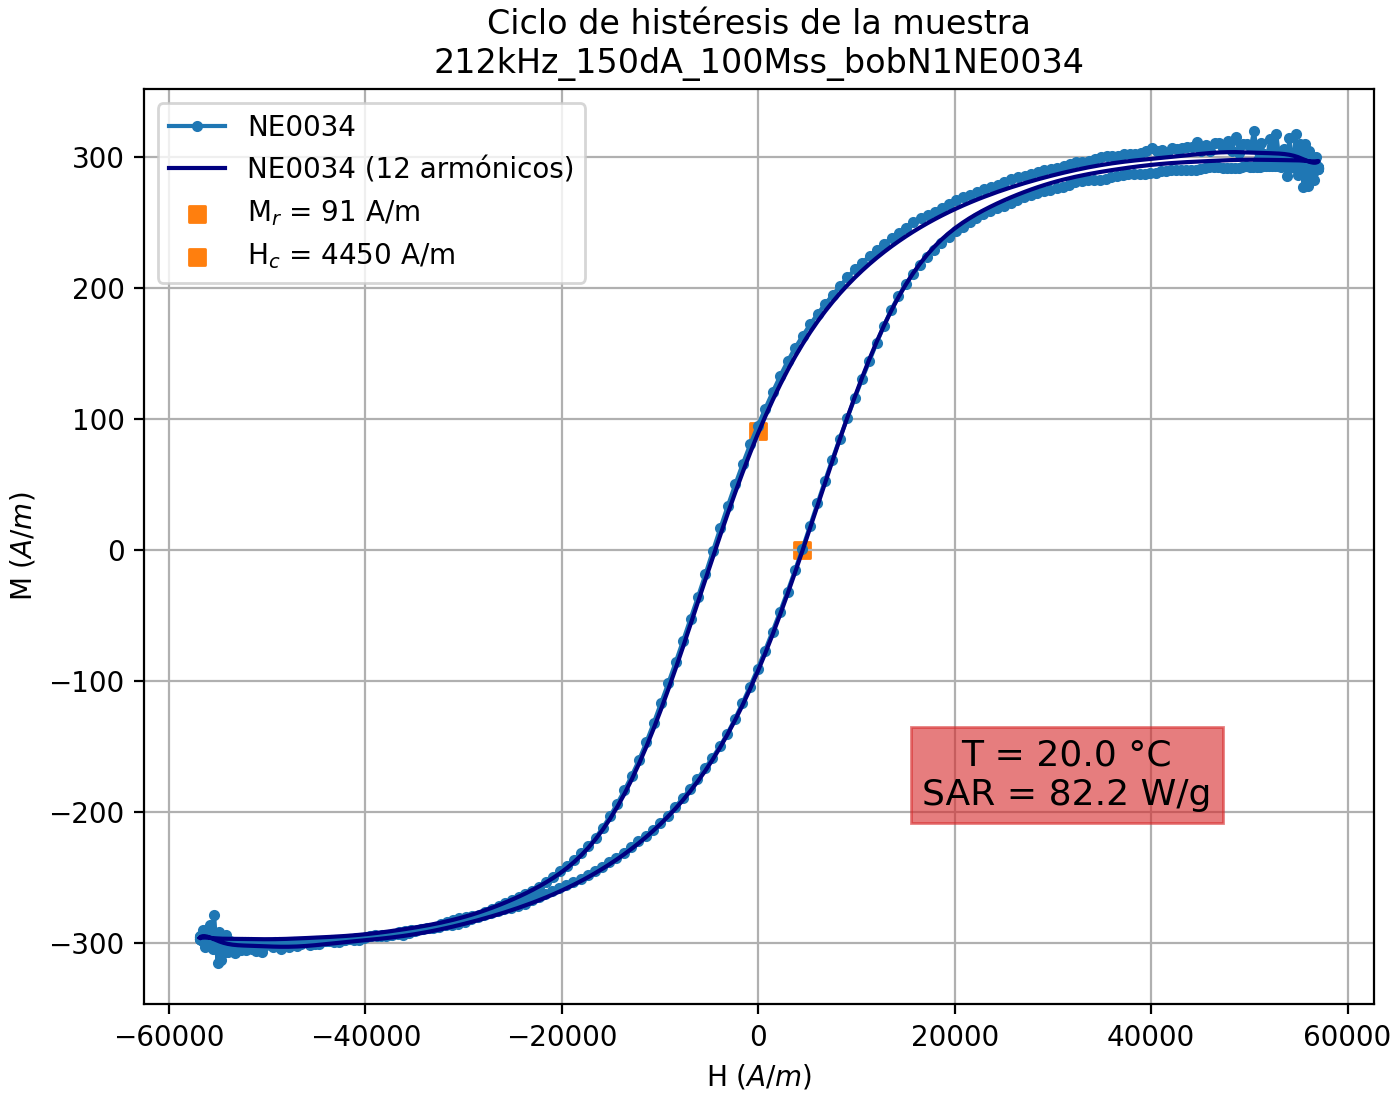 Ciclo de histéresis de la muestra
212kHz_150dA_100Mss_bobN1NE0034
NE0034
NE0034 (12 armónicos)
Mᵣ = 91 A/m
H_c = 4450 A/m
300
200
100
0
−100
−200
−300
M (A/m)
T = 20.0 °C
SAR = 82.2 W/g
−60000 −40000 −20000 0 20000 40000 60000
H (A/m)